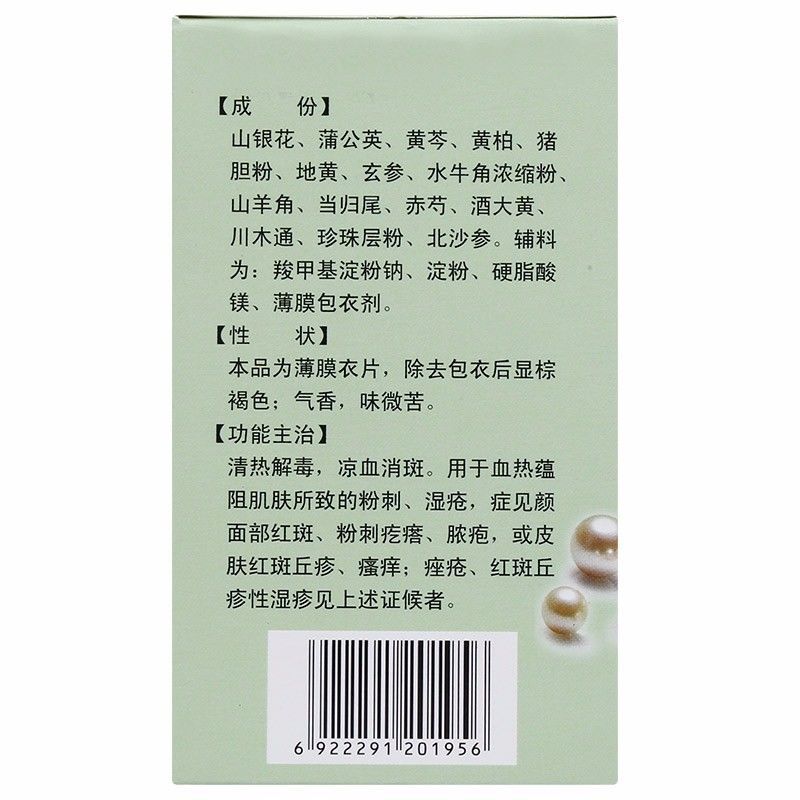 【成　　份】
山银花、蒲公英、黄芩、黄柏、猪
胆粉、地黄、玄参、水牛角浓缩粉、
山羊角、当归尾、赤芍、酒大黄、
川木通、珍珠层粉、北沙参。辅料
为：羧甲基淀粉钠、淀粉、硬脂酸
镁、薄膜包衣剂。
【性　　状】
本品为薄膜衣片，除去包衣后显棕
褐色；气香，味微苦。
【功能主治】
清热解毒，凉血消斑。用于血热蕴
阻肌肤所致的粉刺、湿疮，症见颜
面部红斑、粉刺疙瘩、脓疱，或皮
肤红斑丘疹、瘙痒；痤疮、红斑丘
疹性湿疹见上述证候者。
6 922291 201956